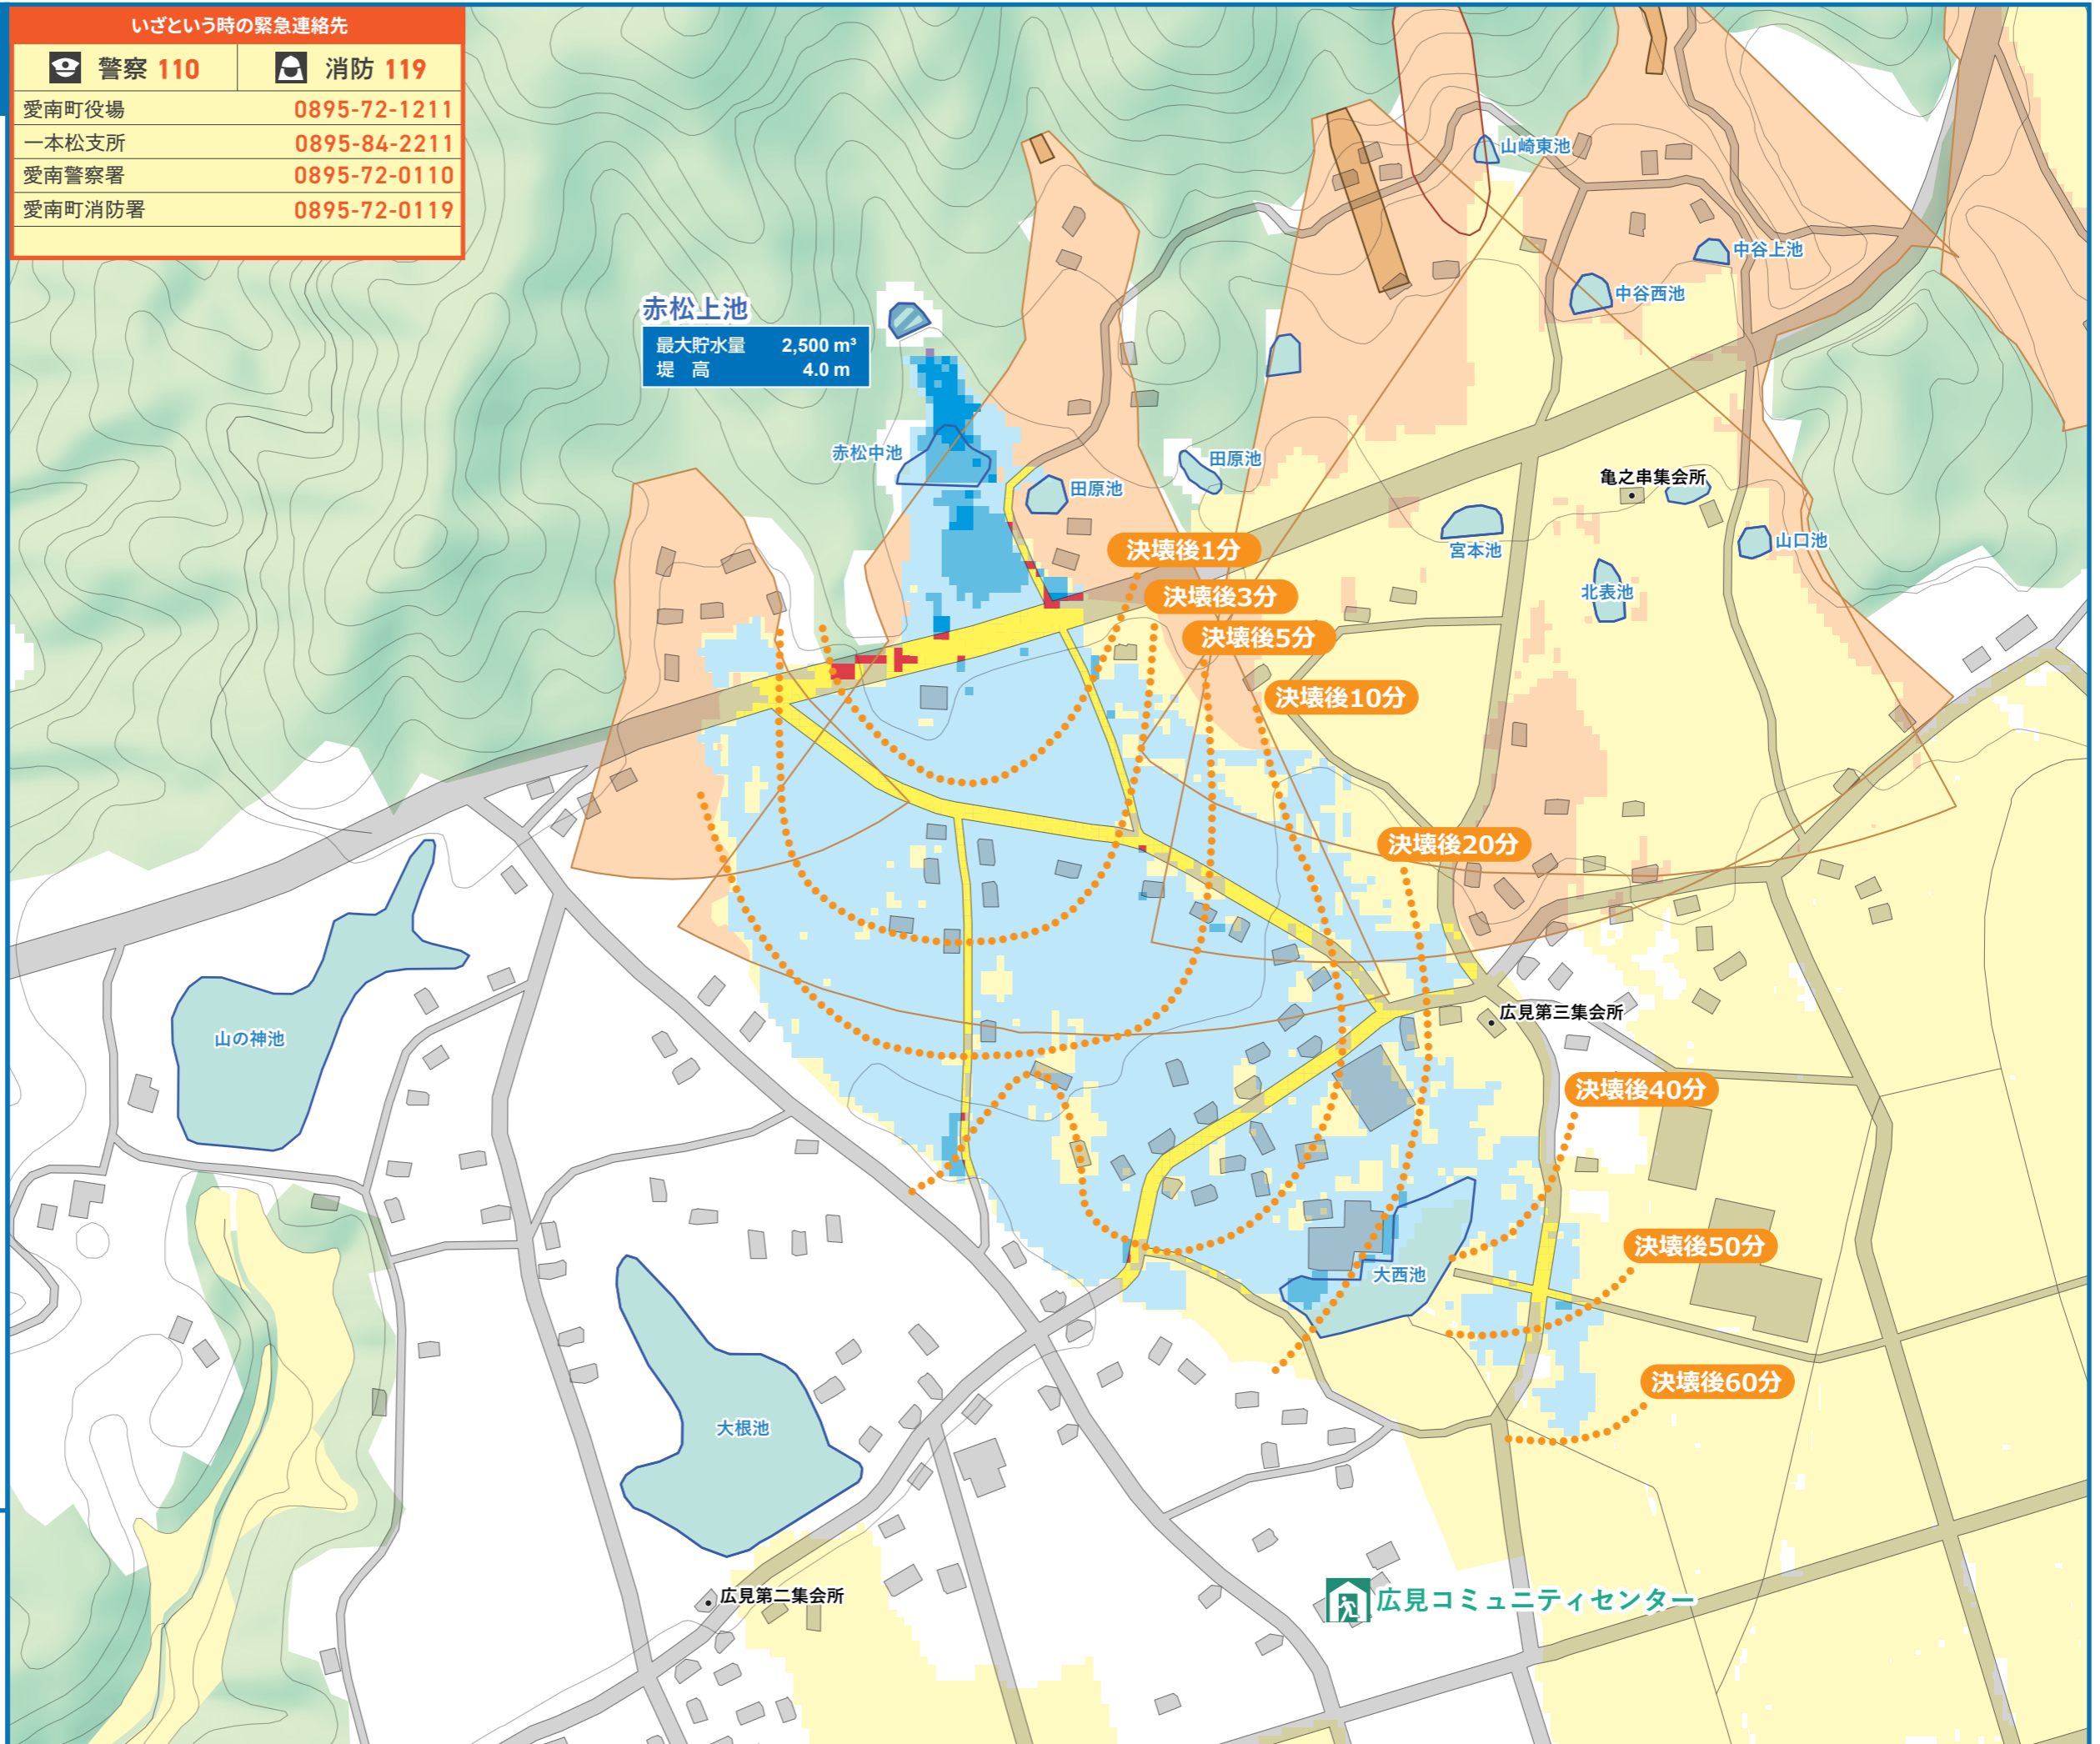 いざという時の緊急連絡先
警察 110 消防 119
愛南町役場 0895-72-1211
一本松支所 0895-84-2211
愛南警察署 0895-72-0110
愛南町消防署 0895-72-0119
山崎東池
中谷上池
中谷西池
赤松上池
最大貯水量 2,500 m³
堤 高 4.0 m
赤松中池
田原池
田原池
亀之串集会所
宮本池
山口池
北表池
決壊後1分
決壊後3分
決壊後5分
決壊後10分
決壊後20分
広見第三集会所
山の神池
決壊後40分
決壊後50分
大西池
決壊後60分
大根池
広見第二集会所
広見コミュニティセンター